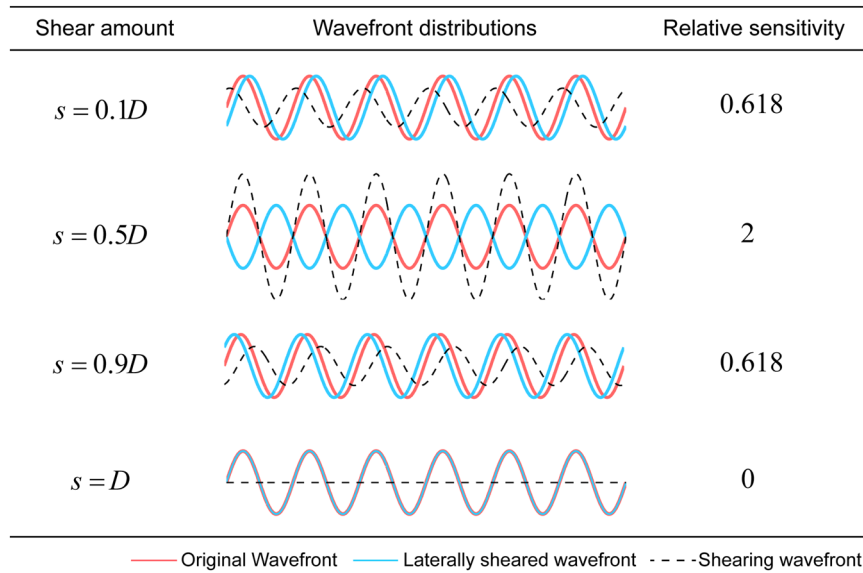 Shear amount Wavefront distributions Relative sensitivity
s = 0.1D 0.618
s = 0.5D 2
s = 0.9D 0.618
s = D 0
Original Wavefront Laterally sheared wavefront Shearing wavefront